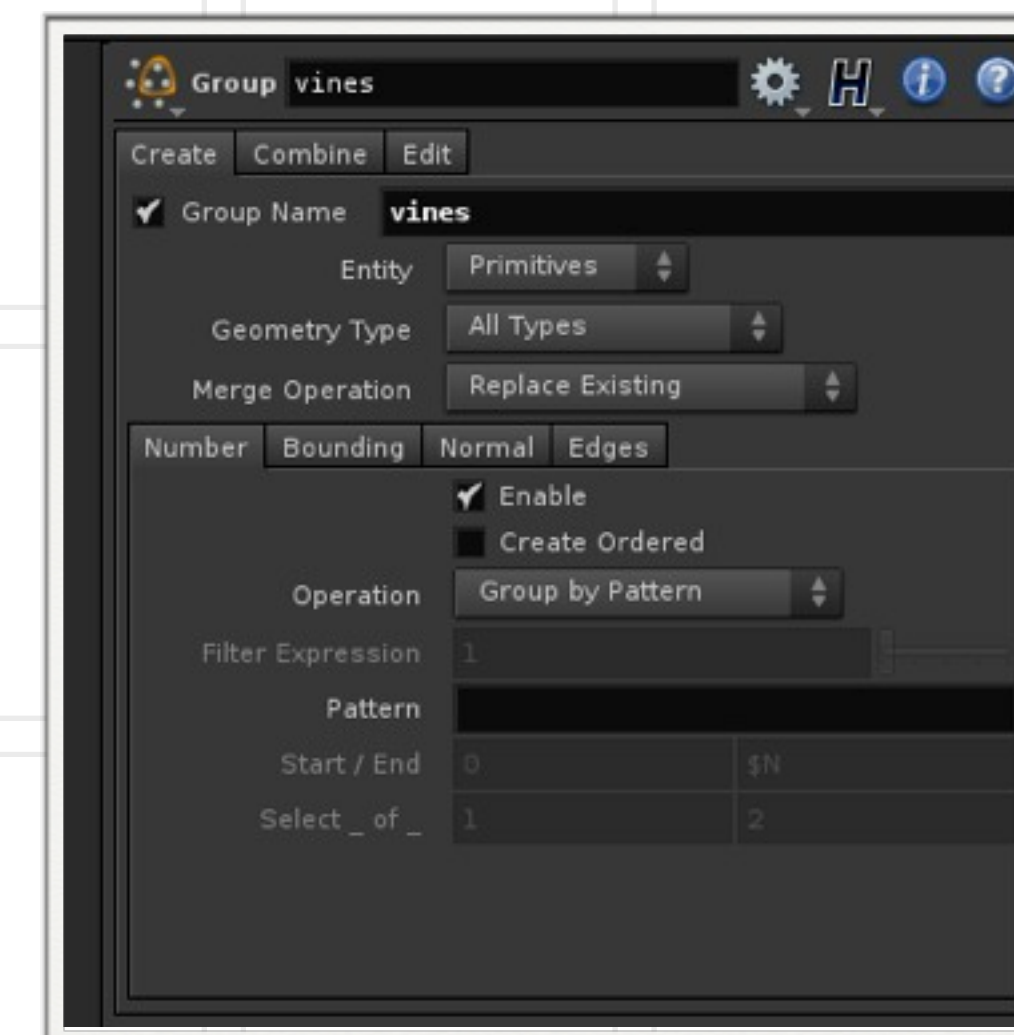 Group vines
Create Combine Edit
Group Name vines
Entity Primitives
Geometry Type All Types
Merge Operation Replace Existing
Number Bounding Normal Edges
Enable
Create Ordered
Operation Group by Pattern
Filter Expression 1
Pattern
Start / End 0 $N
Select _ of _ 1 2